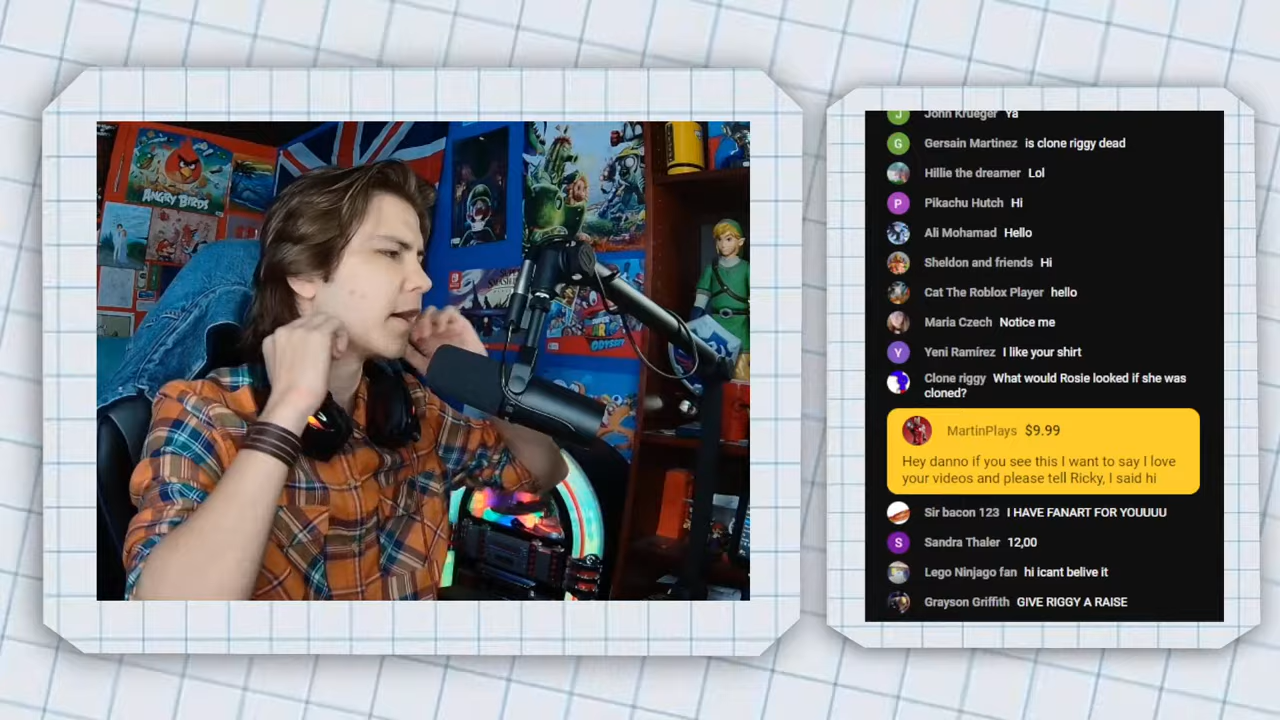 ANGRY BIRDS
ODYSSEY
John Krueger Ya
Gersain Martinez is clone riggy dead
Hillie the dreamer Lol
P Pikachu Hutch Hi
Ali Mohamad Hello
Sheldon and friends Hi
Cat The Roblox Player hello
Maria Czech Notice me
Y Yeni Ramírez I like your shirt
Clone riggy What would Rosie looked if she was
cloned?
MartinPlays $9.99
Hey danno if you see this I want to say I love
your videos and please tell Ricky, I said hi
Sir bacon 123 I HAVE FANART FOR YOUUUU
S Sandra Thaler 12,00
Lego Ninjago fan hi icant belive it
Grayson Griffith GIVE RIGGY A RAISE